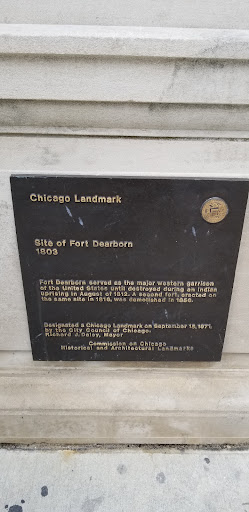 Chicago Landmark
Site of Fort Dearborn
1803
Fort Dearborn served as the major western garrison
of the United States until destroyed during an Indian
uprising in August of 1812. A second fort, erected on
the same site in 1816, was demolished in 1856.
Designated a Chicago Landmark on September 15, 1971
by the City Council of Chicago.
Richard J. Daley, Mayor
Commission on Chicago
Historical and Architectural Landmarks